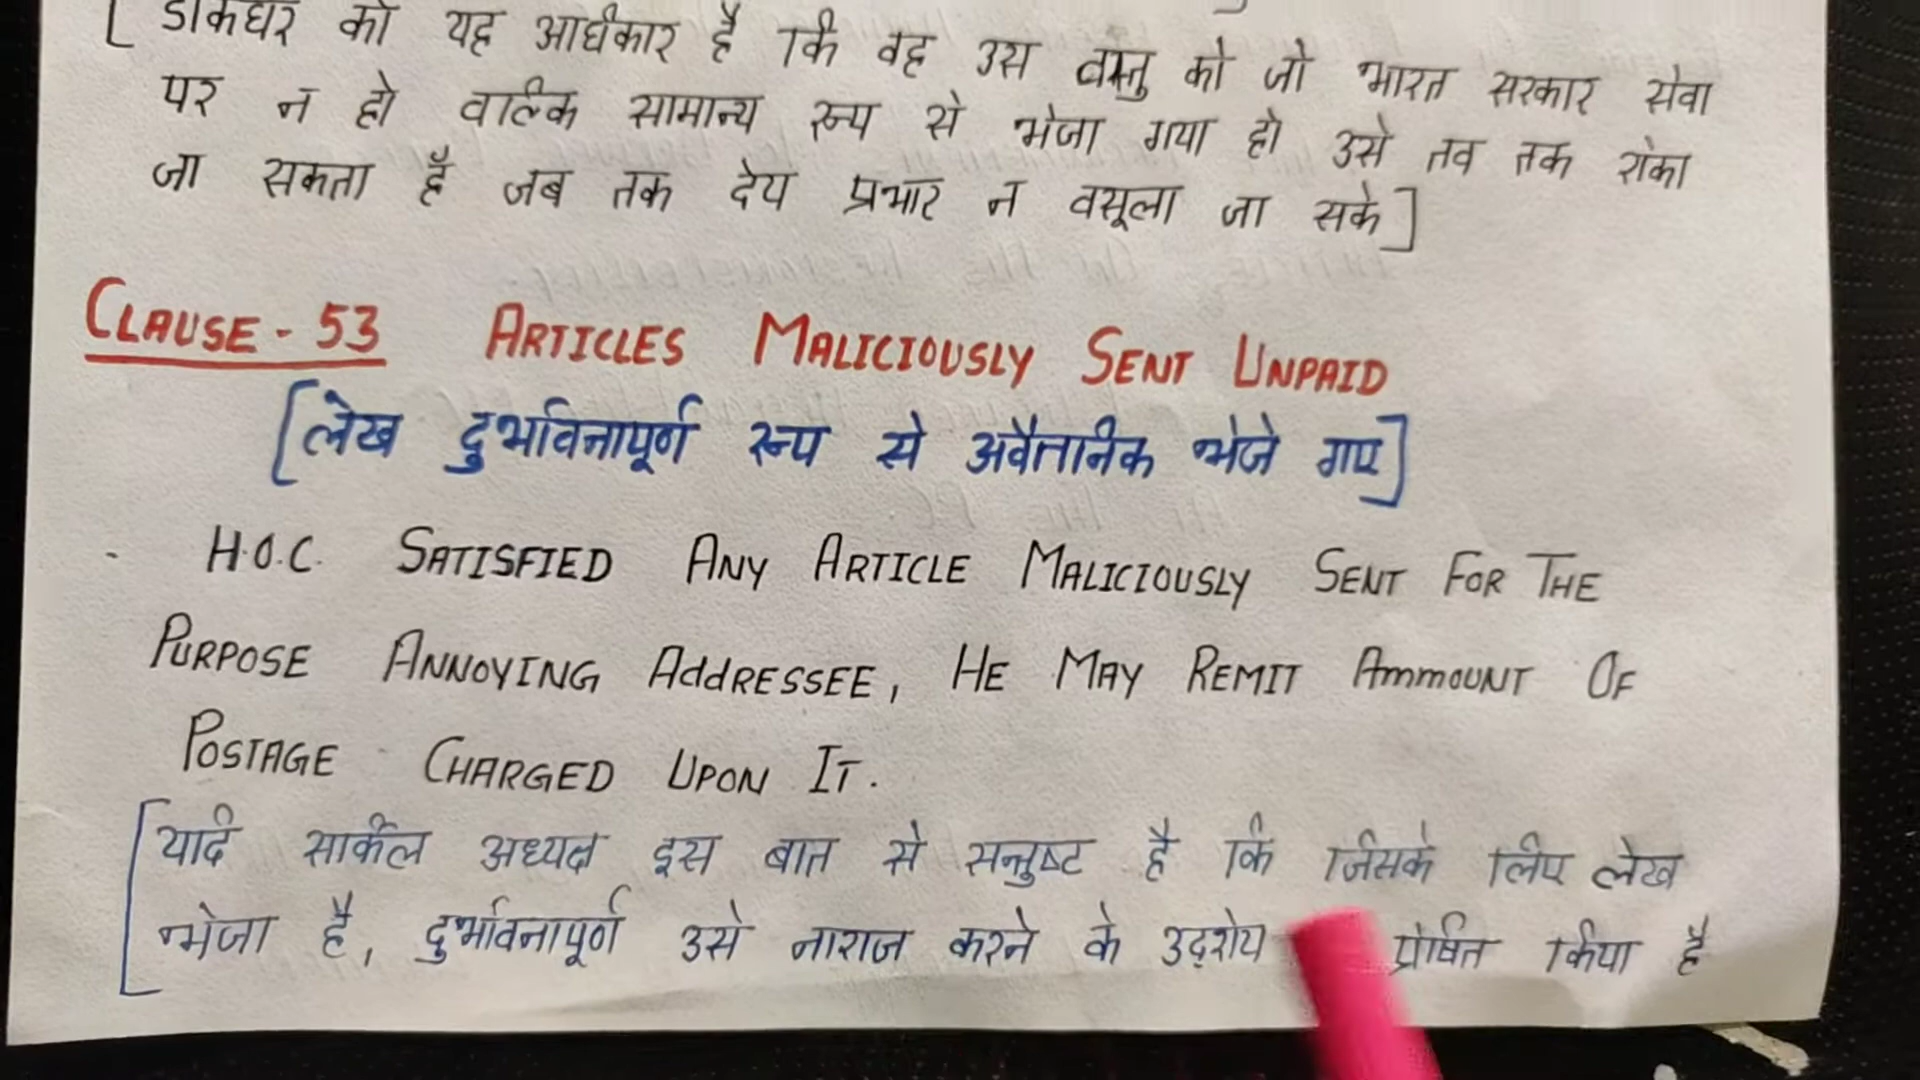 [ डाकघर को यह अधिकार है कि वह उस वस्तु को जो भारत सरकार सेवा
पर न हो बल्कि सामान्य रूप से भेजा गया हो उसे तब तक रोका
जा सकता है जब तक देय प्रभार न वसूला जा सके]
CLAUSE - 53 ARTICLES MALICIOUSLY SENT UNPAID
[लेख दुर्भावनापूर्ण रूप से अवैतनिक भेजे गए]
- H.O.C. SATISFIED ANY ARTICLE MALICIOUSLY SENT FOR THE
PURPOSE ANNOYING ADDRESSEE, HE MAY REMIT AMMOUNT OF
POSTAGE CHARGED UPON IT.
[यदि सर्किल अध्यक्ष इस बात से सन्तुष्ट है कि जिसके लिए लेख
भेजा है, दुर्भावनापूर्ण उसे नाराज करने के उद्देश्य प्रेषित किया है